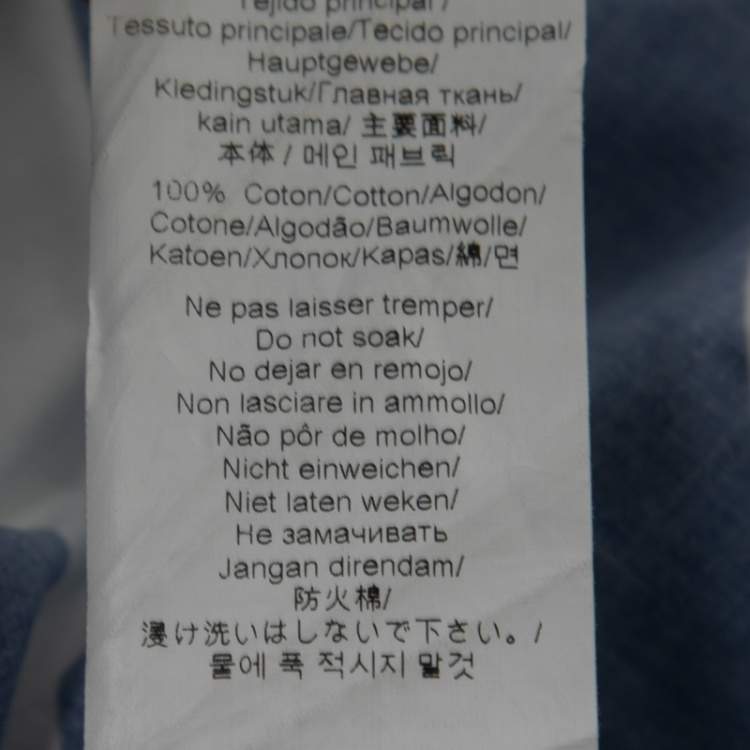 Tejido principal /
Tessuto principale/Tecido principal/
Hauptgewebe/
Kledingstuk/Главная ткань/
kain utama/ 主要面料/
本体 / 메인 패브릭
100% Coton/Cotton/Algodon/
Cotone/Algodão/Baumwolle/
Katoen/Хлопок/Kapas/綿/면
Ne pas laisser tremper/
Do not soak/
No dejar en remojo/
Non lasciare in ammollo/
Não pôr de molho/
Nicht einweichen/
Niet laten weken/
Не замачивать
Jangan direndam/
防火棉/
浸け洗いはしないで下さい。/
물에 푹 적시지 말것